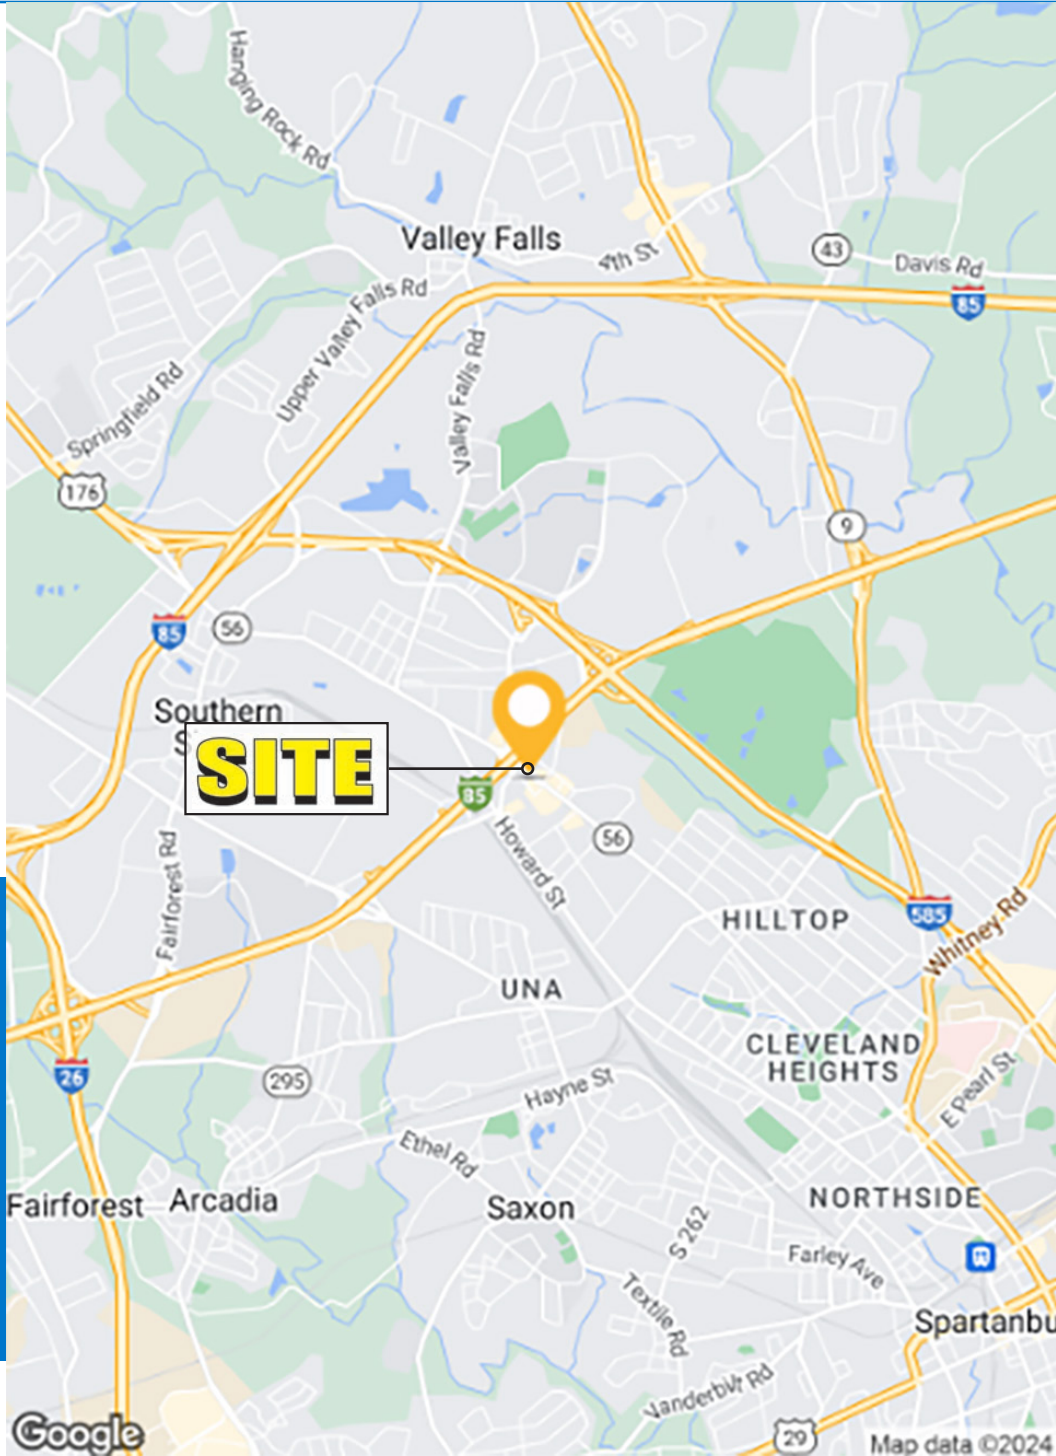 Hanging Rock Rd
Valley Falls
4th St
43
Davis Rd
85
Upper Valley Falls Rd
Valley Falls Rd
Springfield Rd
176
9
85
56
Southern
S
SITE
85
56
Howard St
Fairforest Rd
HILLTOP
585
Whitney Rd
UNA
CLEVELAND
HEIGHTS
26
295
Hayne St
E Pearl St
Ethel Rd
Fairforest
Arcadia
Saxon
NORTHSIDE
S 262
Farley Ave
Textile Rd
Spartanbu
Vanderbilt Rd
29
Google
Map data ©2024